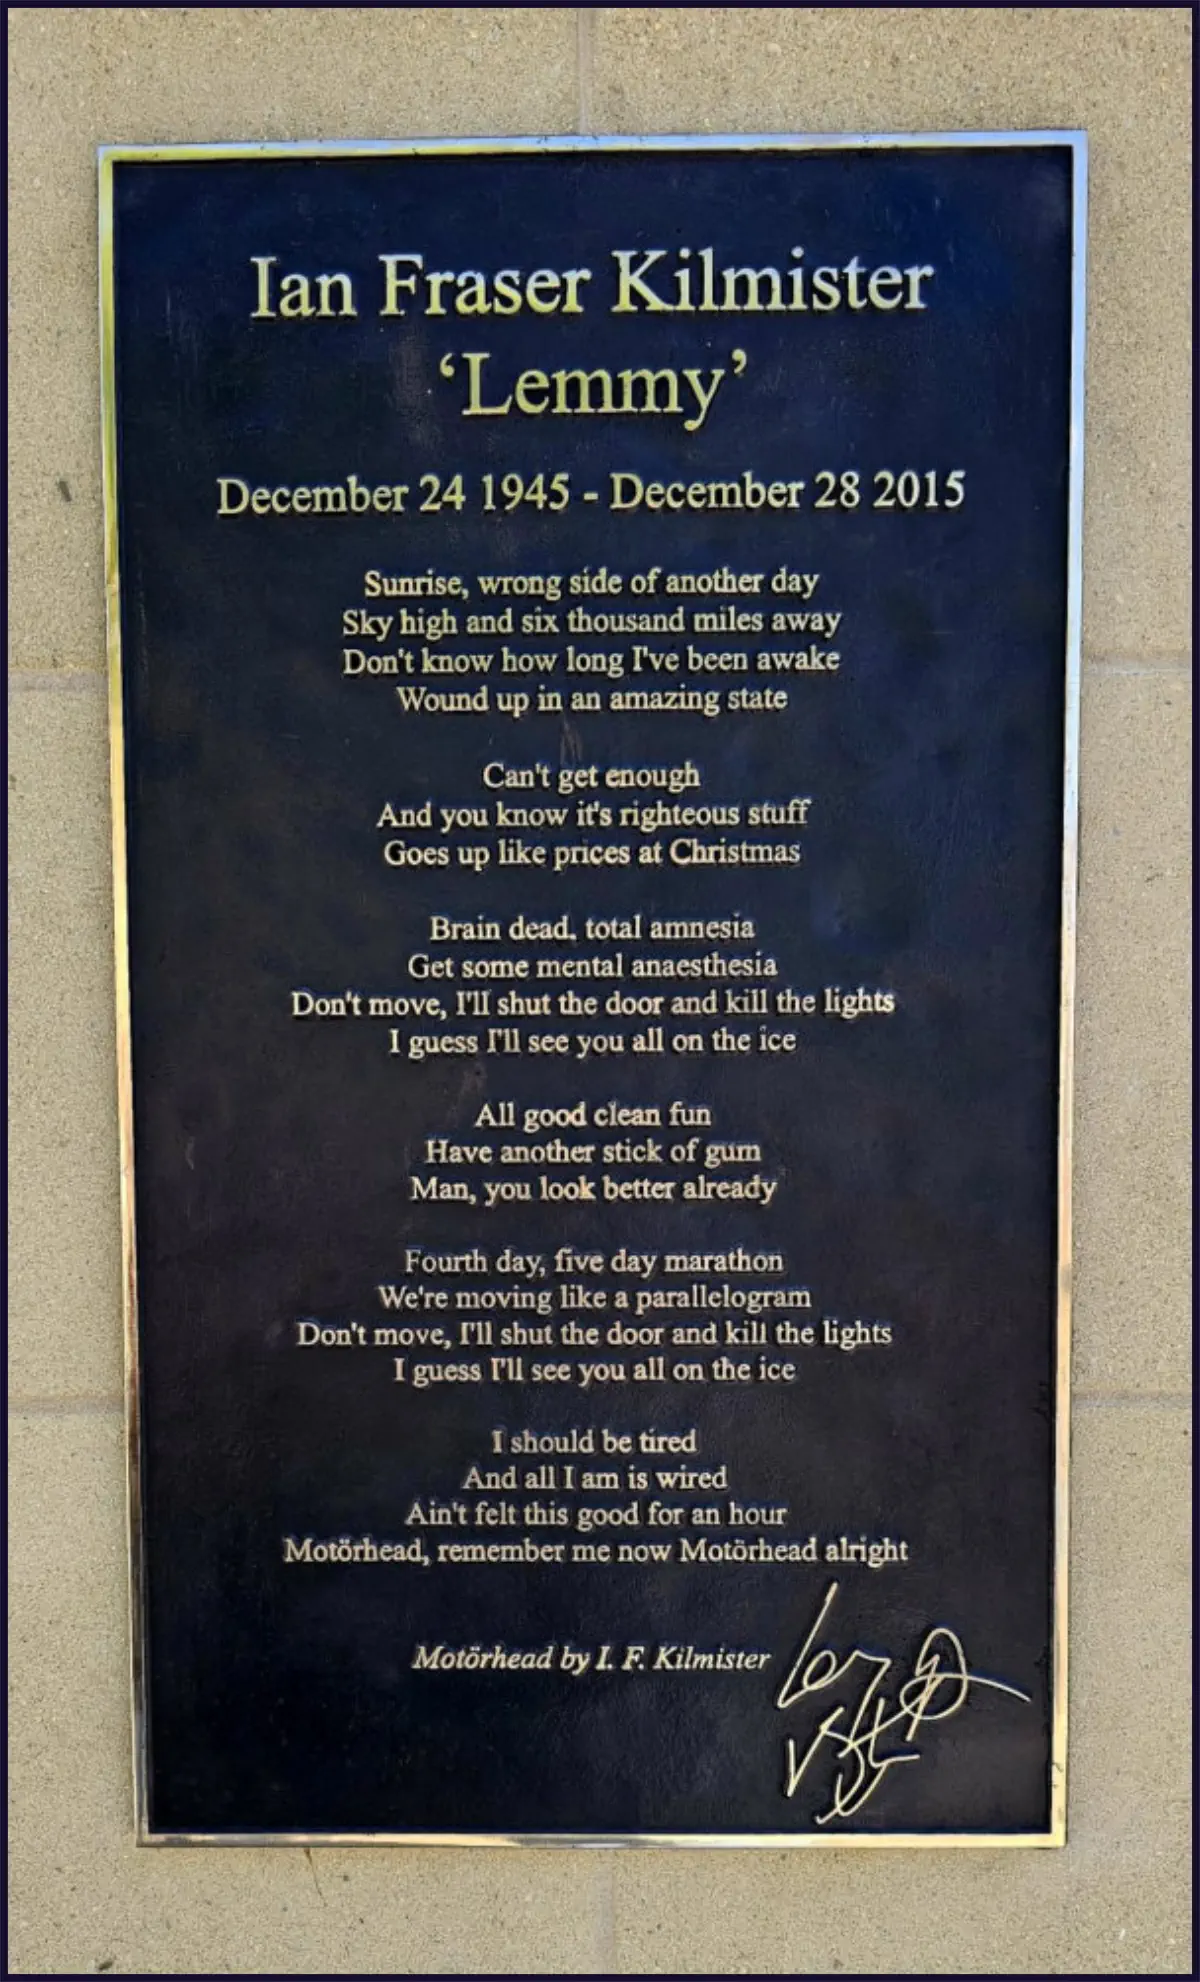 Ian Fraser Kilmister
‘Lemmy’
December 24 1945 - December 28 2015
Sunrise, wrong side of another day
Sky high and six thousand miles away
Don't know how long I've been awake
Wound up in an amazing state
Can't get enough
And you know it's righteous stuff
Goes up like prices at Christmas
Brain dead, total amnesia
Get some mental anaesthesia
Don't move, I'll shut the door and kill the lights
I guess I'll see you all on the ice
All good clean fun
Have another stick of gum
Man, you look better already
Fourth day, five day marathon
We're moving like a parallelogram
Don't move, I'll shut the door and kill the lights
I guess I'll see you all on the ice
I should be tired
And all I am is wired
Ain't felt this good for an hour
Motörhead, remember me now Motörhead alright
Motörhead by I. F. Kilmister